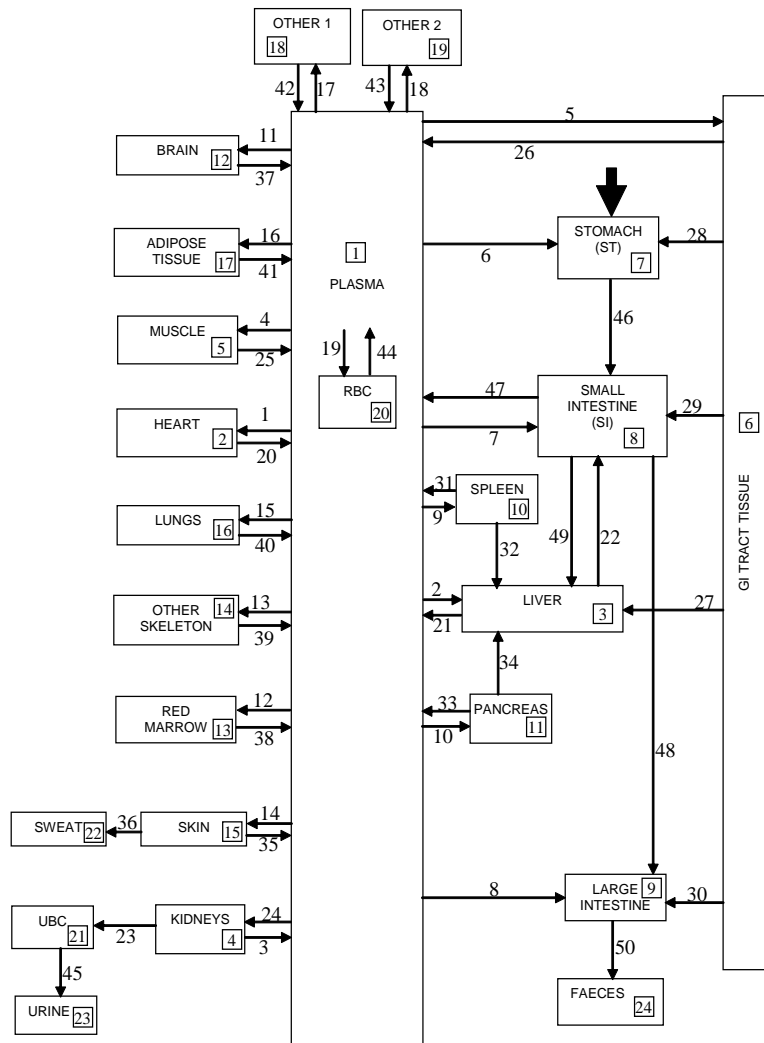 OTHER 1
18
OTHER 2
19
42
17
43
18
5
26
BRAIN
12
11
37
ADIPOSE
TISSUE
17
16
41
1
PLASMA
6
STOMACH
(ST)
7
28
46
MUSCLE
5
4
25
19
44
RBC
20
47
7
SMALL
INTESTINE
(SI)
8
29
6
GI TRACT TISSUE
HEART
2
1
20
31
9
SPLEEN
10
32
49
22
LUNGS
16
15
40
OTHER
SKELETON
14
13
39
2
21
LIVER
3
27
34
RED
MARROW
13
12
38
33
10
PANCREAS
11
48
SWEAT
22
36
SKIN
15
14
35
UBC
21
23
KIDNEYS
4
24
3
8
LARGE
INTESTINE
9
30
45
50
URINE
23
FAECES
24